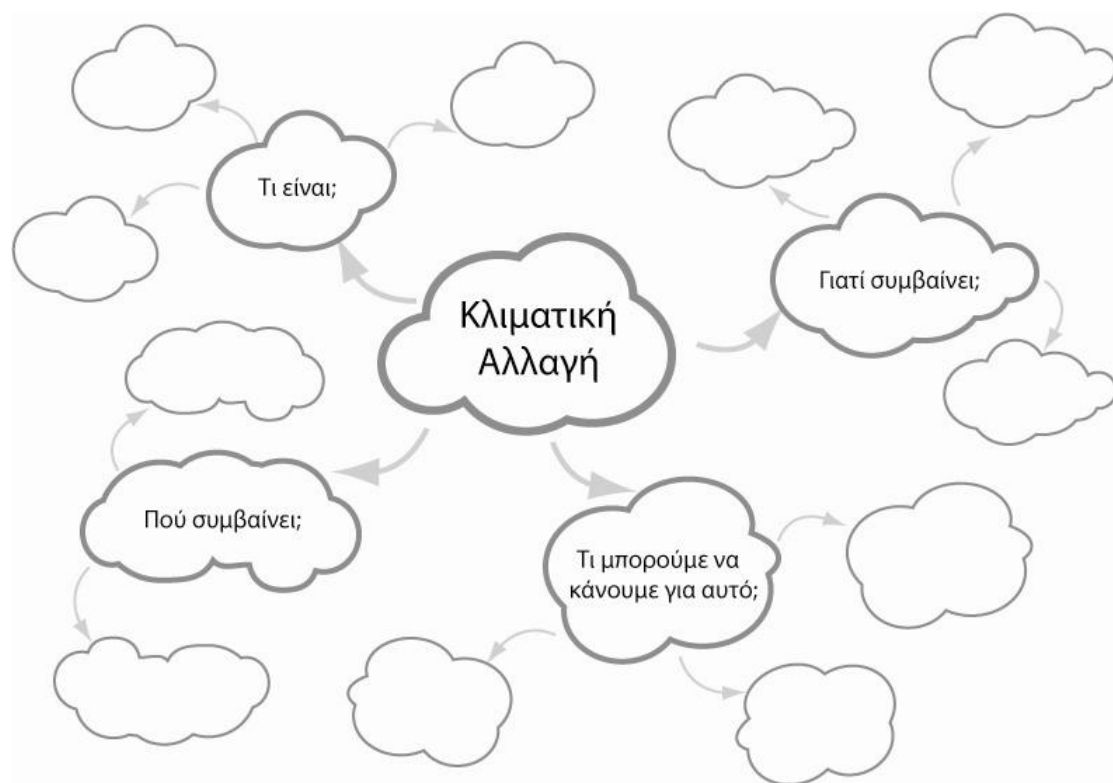 Τι είναι;
Γιατί συμβαίνει;
Κλιματική
Αλλαγή
Πού συμβαίνει;
Τι μπορούμε να
κάνουμε για αυτό;